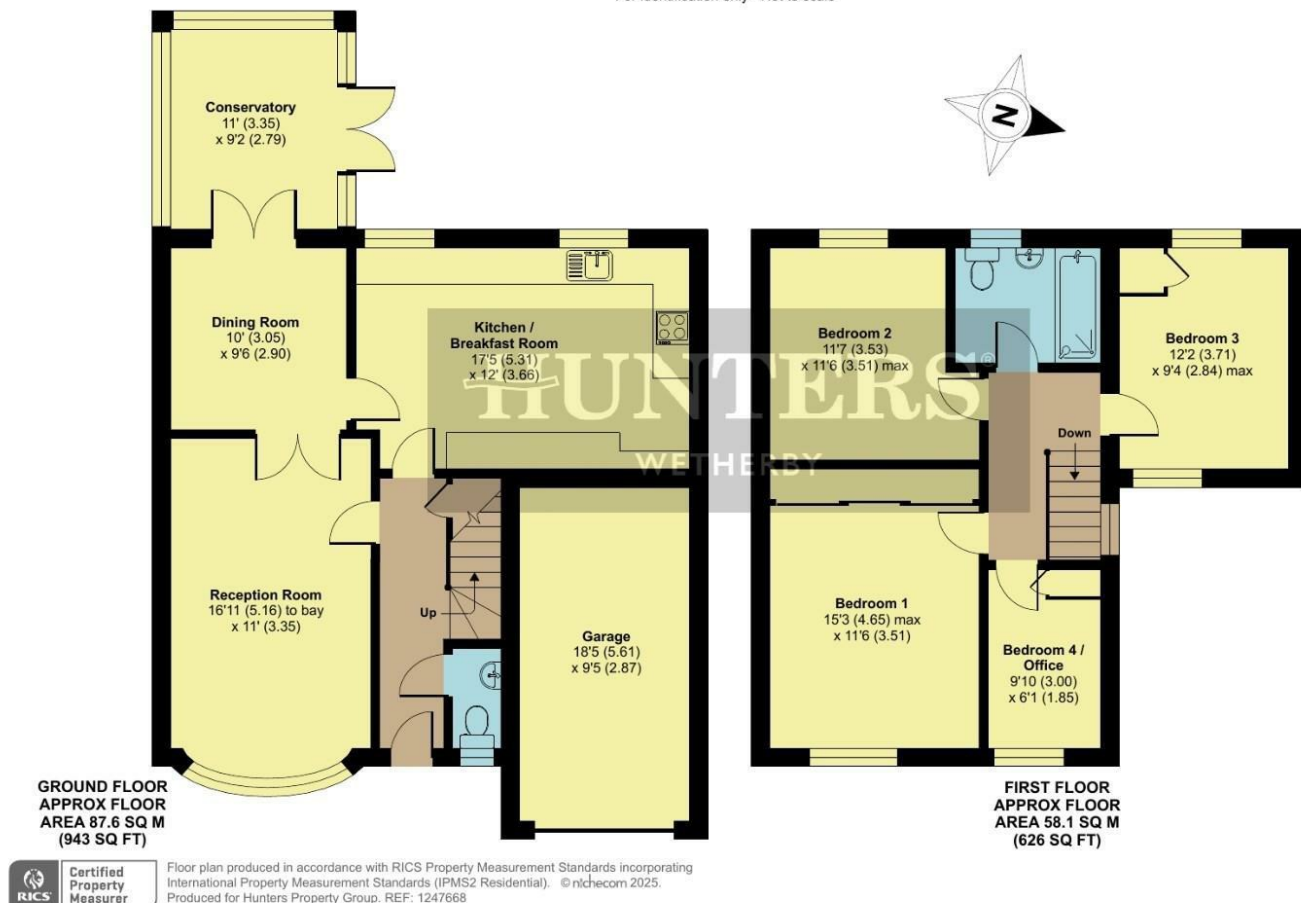 Conservatory
11' (3.35)
x 9'2 (2.79)
N
Dining Room
10' (3.05)
x 9'6 (2.90)
Kitchen /
Breakfast Room
17'5 (5.31)
x 12' (3.66)
Bedroom 2
11'7 (3.53)
x 11'6 (3.51) max
Bedroom 3
12'2 (3.71)
x 9'4 (2.84) max
HUNTERS®
WETHERBY
Down
Reception Room
16'11 (5.16) to bay
x 11' (3.35)
Up
Garage
18'5 (5.61)
x 9'5 (2.87)
Bedroom 1
15'3 (4.65) max
x 11'6 (3.51)
Bedroom 4 /
Office
9'10 (3.00)
x 6'1 (1.85)
GROUND FLOOR
APPROX FLOOR
AREA 87.6 SQ M
(943 SQ FT)
FIRST FLOOR
APPROX FLOOR
AREA 58.1 SQ M
(626 SQ FT)
RICS
Certified
Property
Measurer
Floor plan produced in accordance with RICS Property Measurement Standards incorporating
International Property Measurement Standards (IPMS2 Residential). © nichecom 2025.
Produced for Hunters Property Group. REF: 1247668